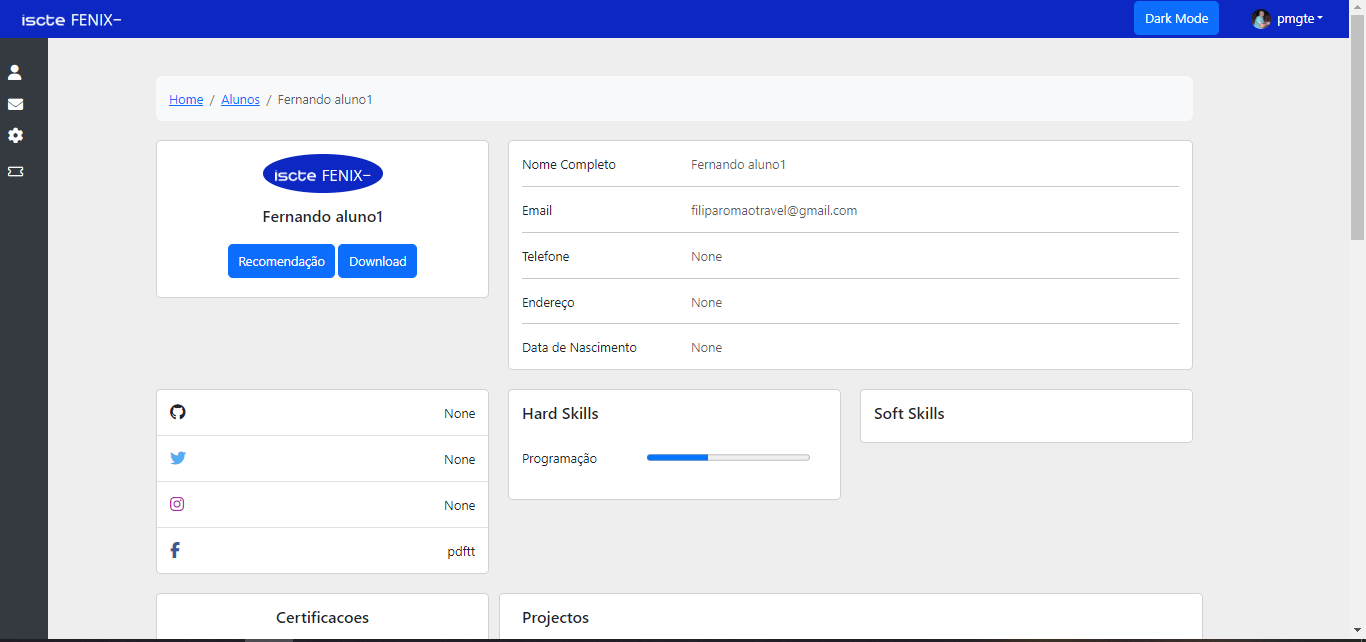 iscte FENIX–
Dark Mode
pmgte
Home / Alunos / Fernando aluno1
iscte FENIX–
Fernando aluno1
Recomendação
Download
Nome Completo Fernando aluno1
Email filiparomaotravel@gmail.com
Telefone None
Endereço None
Data de Nascimento None
None
None
None
pdftt
Hard Skills
Programação
Soft Skills
Certificacoes
Projectos